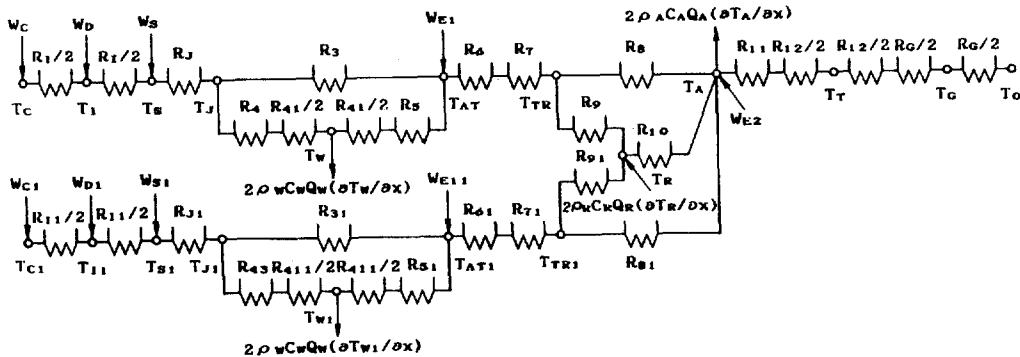 Wc WD Ws WE1 2ρACAQA(∂TA/∂x)
R1/2 RI/2 RJ R3 R6 R7 R8 R11 R12/2 R12/2 RG/2 RG/2
Tc T1 Ts TJ R4 R41/2 R41/2 R5 TAT TTR R9 TA TT TG To
WE2
Tw R10
R91 TR
2ρwCwQw(∂Tw/∂x)
Wc1 WD1 Ws1 WE11 2ρRCRQR(∂TR/∂x)
R11/2 R11/2 RJ1 R31 R61 R71
Tc1 T11 Ts1 TJ1 R43 R411/2 R411/2 R51 TAT1 TTR1 R81
Tw1
2ρwCwQw(∂Tw1/∂x)